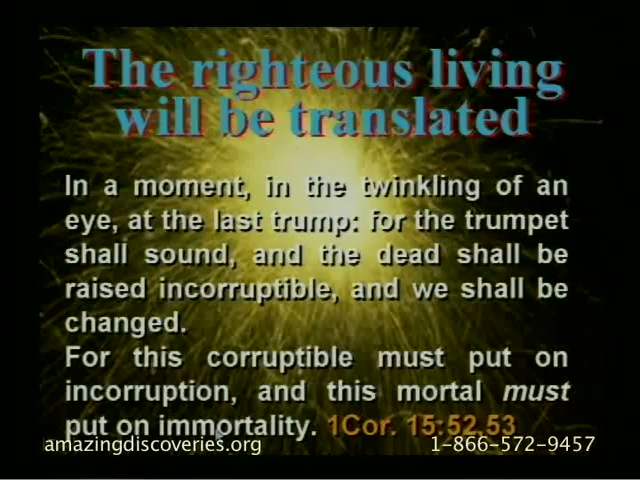 The righteous living
will be translated
In a moment, in the twinkling of an
eye, at the last trump: for the trumpet
shall sound, and the dead shall be
raised incorruptible, and we shall be
changed.
For this corruptible must put on
incorruption, and this mortal must
put on immortality. 1Cor. 15:52,53
amazingdiscoveries.org 1-866-572-9457